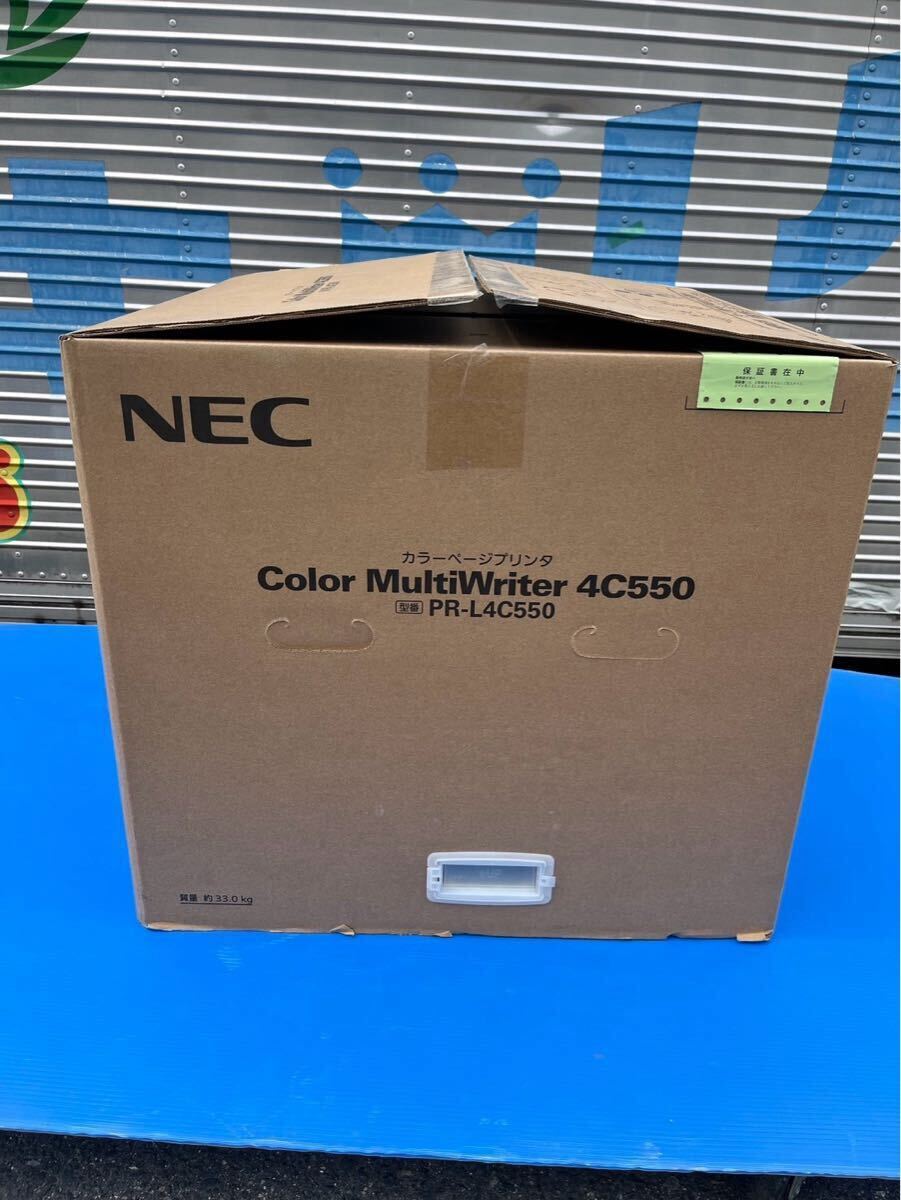 保証書在中
NEC
カラーページプリンタ
Color MultiWriter 4C550
型番 PR-L4C550
質量 約33.0kg